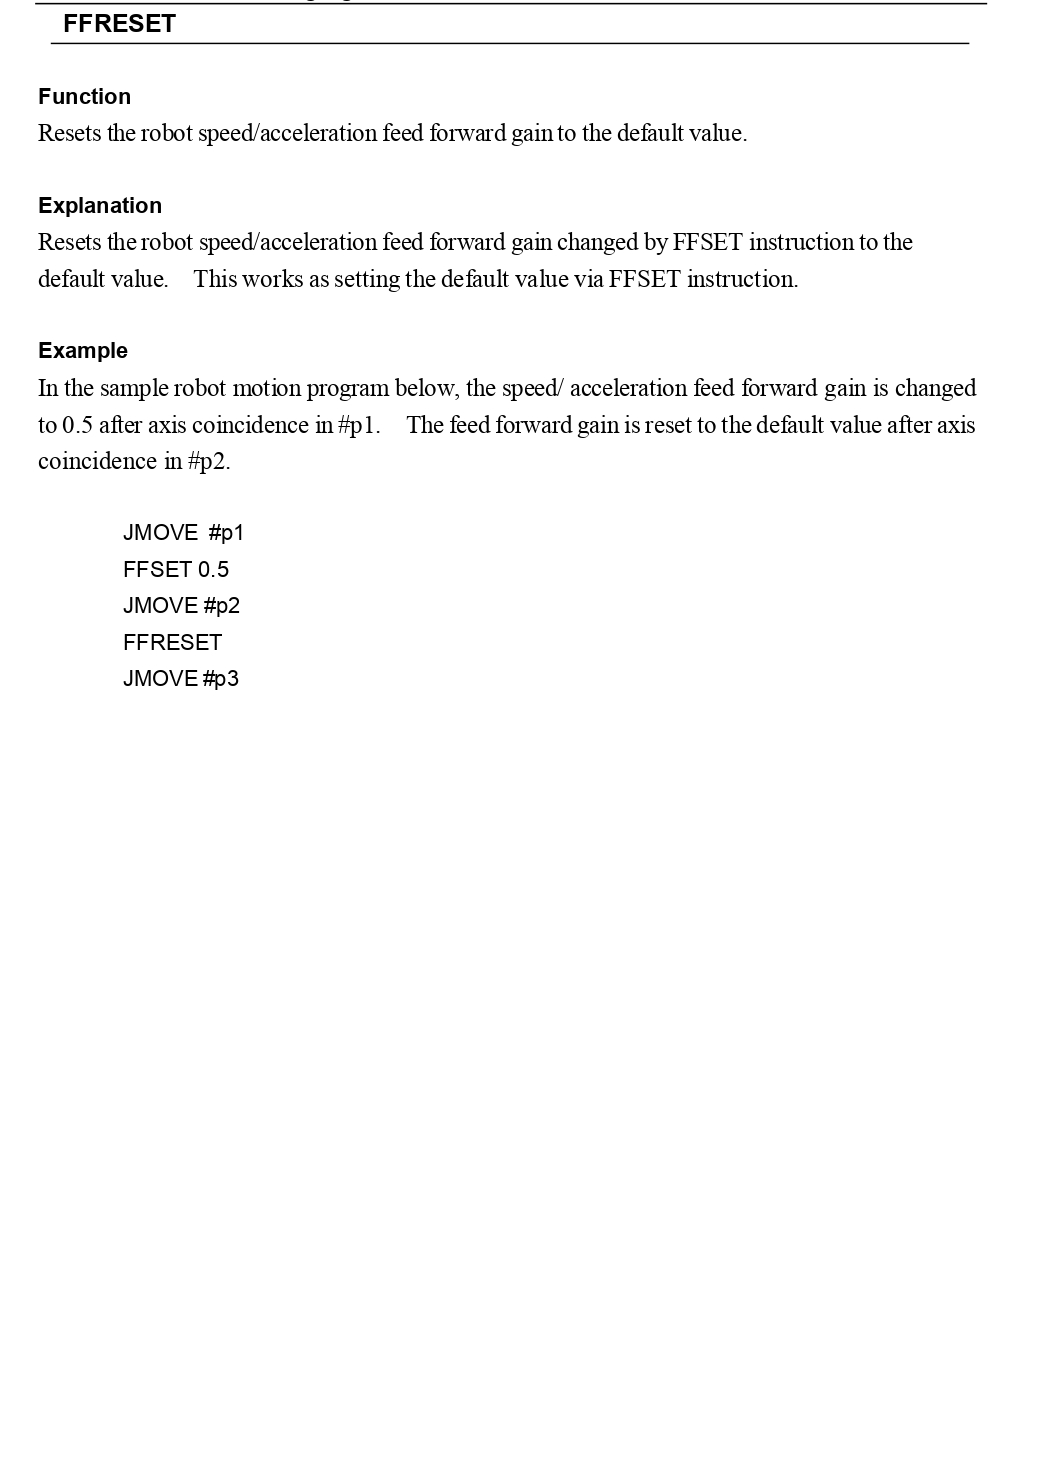 FFRESET
Function
Resets the robot speed/acceleration feed forward gain to the default value.
Explanation
Resets the robot speed/acceleration feed forward gain changed by FFSET instruction to the
default value. This works as setting the default value via FFSET instruction.
Example
In the sample robot motion program below, the speed/ acceleration feed forward gain is changed
to 0.5 after axis coincidence in #p1. The feed forward gain is reset to the default value after axis
coincidence in #p2.
JMOVE #p1
FFSET 0.5
JMOVE #p2
FFRESET
JMOVE #p3